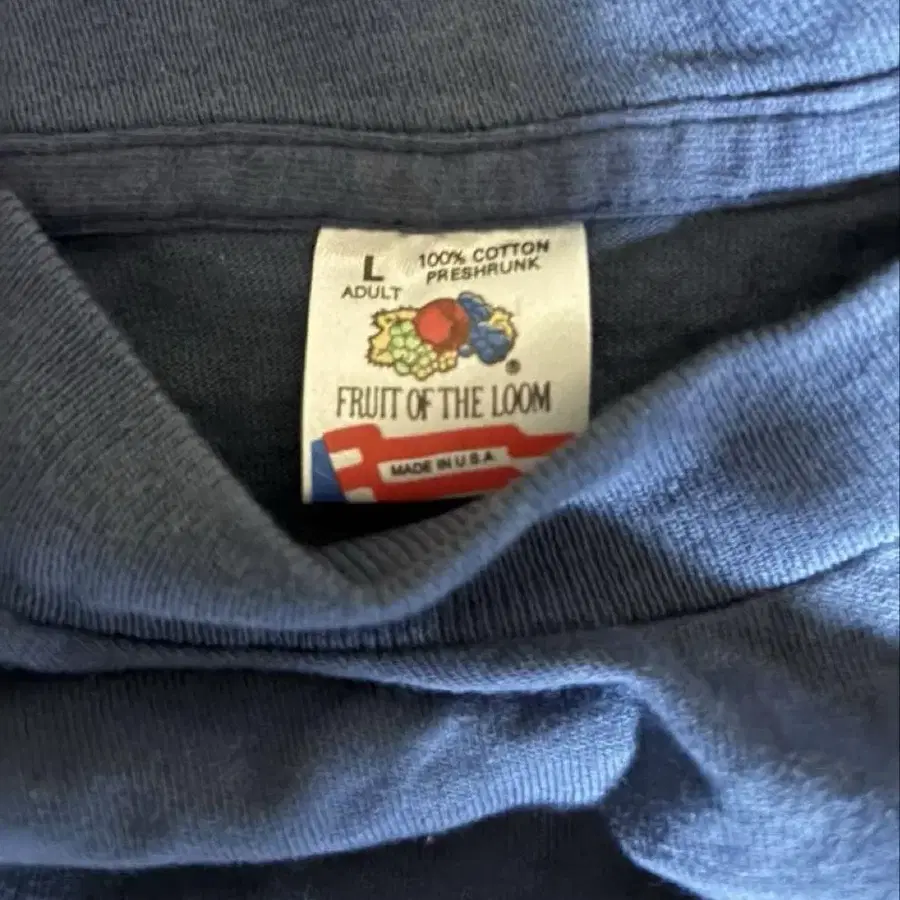 L
ADULT
100% COTTON
PRESHRUNK
®
FRUIT OF THE LOOM
MADE IN U.S.A.